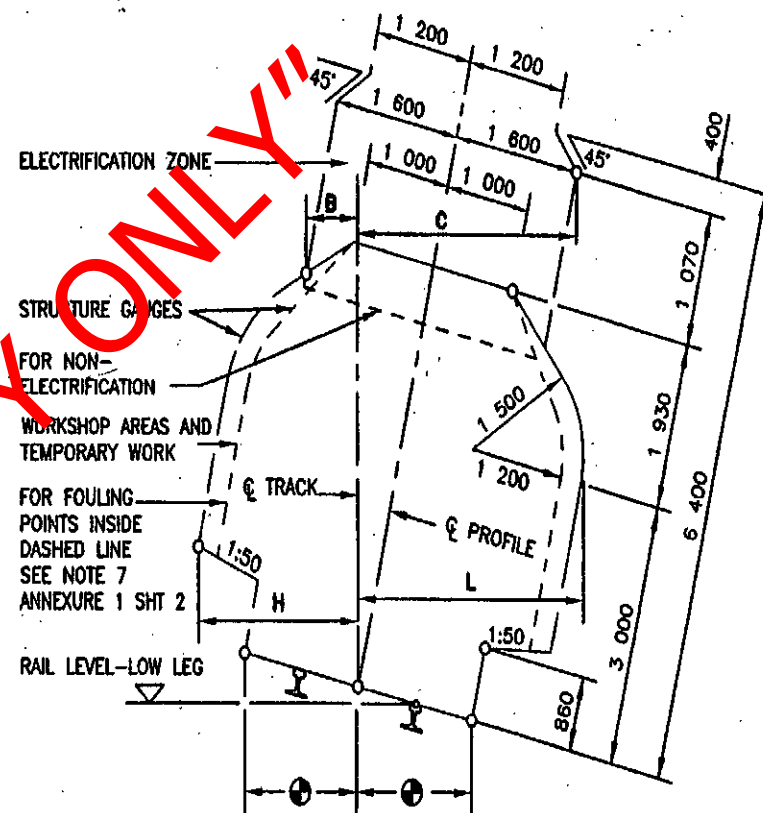 1 200
1 200
45°
1 600
1 600
400
ELECTRIFICATION ZONE
1 000
1 000
45°
B
C
1 070
STRUCTURE GAUGES
FOR NON-
ELECTRIFICATION
1 500
1 930
WORKSHOP AREAS AND
TEMPORARY WORK
1 200
6 400
℄ TRACK
FOR FOULING
POINTS INSIDE
DASHED LINE
SEE NOTE 7
ANNEXURE 1 SHT 2
℄ PROFILE
1:50
H
L
1:50
3 000
RAIL LEVEL-LOW LEG
860
Y ONLY"